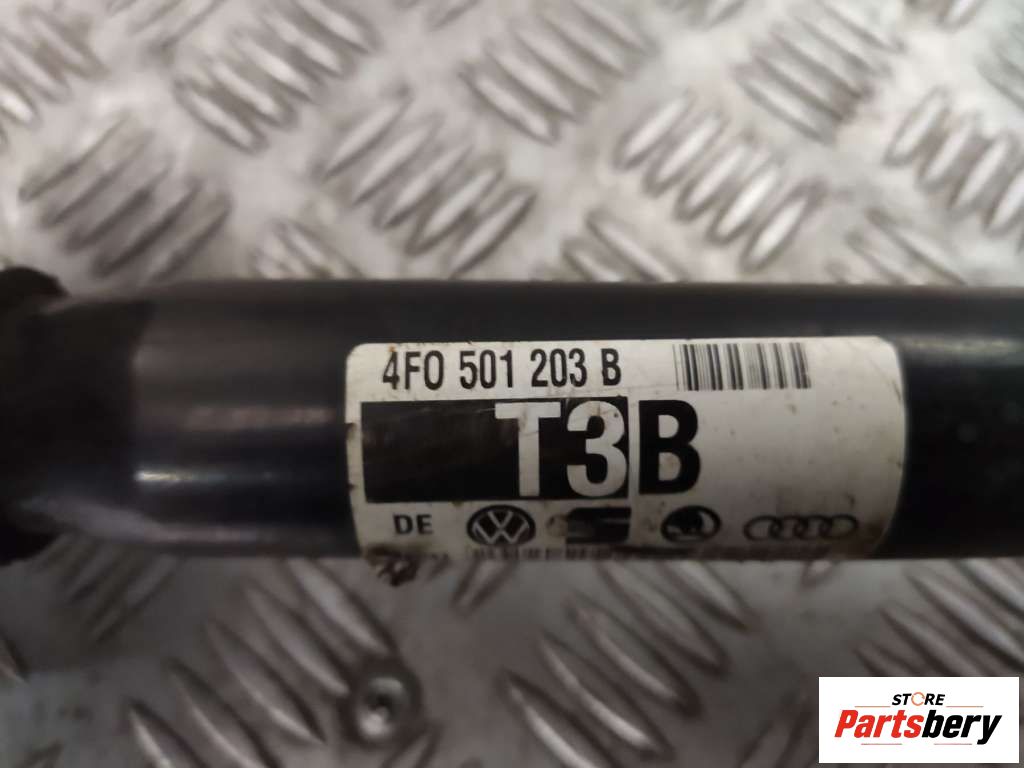 4F0 501 203 B
T3B
DE
STORE
Partsbery